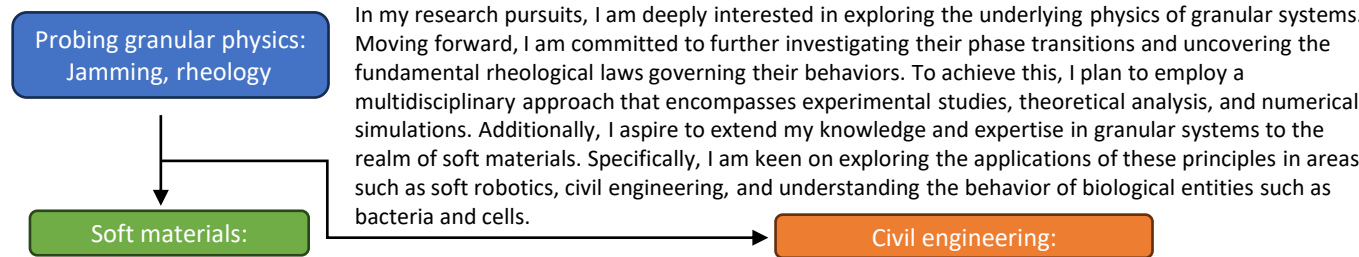 Probing granular physics:
Jamming, rheology
In my research pursuits, I am deeply interested in exploring the underlying physics of granular systems.
Moving forward, I am committed to further investigating their phase transitions and uncovering the
fundamental rheological laws governing their behaviors. To achieve this, I plan to employ a
multidisciplinary approach that encompasses experimental studies, theoretical analysis, and numerical
simulations. Additionally, I aspire to extend my knowledge and expertise in granular systems to the
realm of soft materials. Specifically, I am keen on exploring the applications of these principles in areas
such as soft robotics, civil engineering, and understanding the behavior of biological entities such as
bacteria and cells.
Soft materials:
Civil engineering: